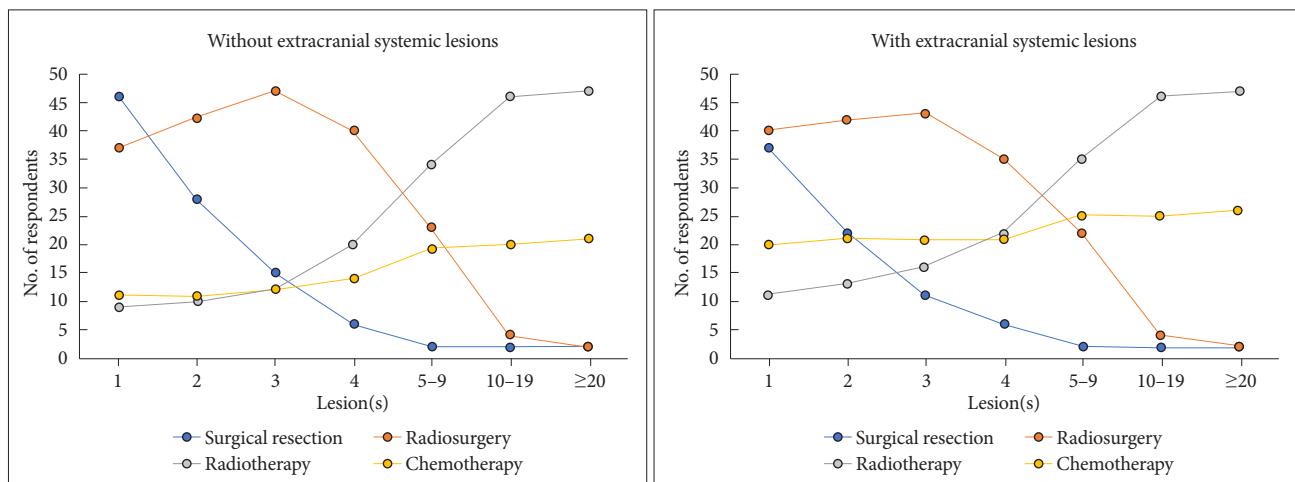 Without extracranial systemic lesions
No. of respondents
50
45
40
35
30
25
20
15
10
5
0
1 2 3 4 5–9 10–19 ≥20
Lesion(s)
Surgical resection Radiosurgery
Radiotherapy Chemotherapy
With extracranial systemic lesions
No. of respondents
50
45
40
35
30
25
20
15
10
5
0
1 2 3 4 5–9 10–19 ≥20
Lesion(s)
Surgical resection Radiosurgery
Radiotherapy Chemotherapy